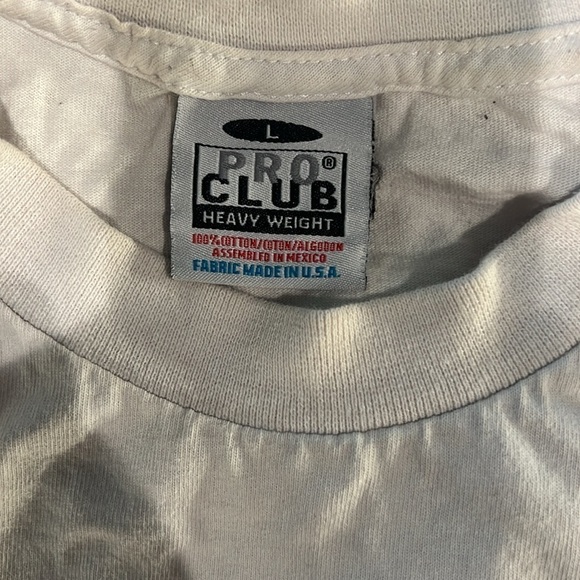 L
PRO®
CLUB
HEAVY WEIGHT
100% COTTON/COTON/ALGODON
ASSEMBLED IN MEXICO
FABRIC MADE IN U.S.A.